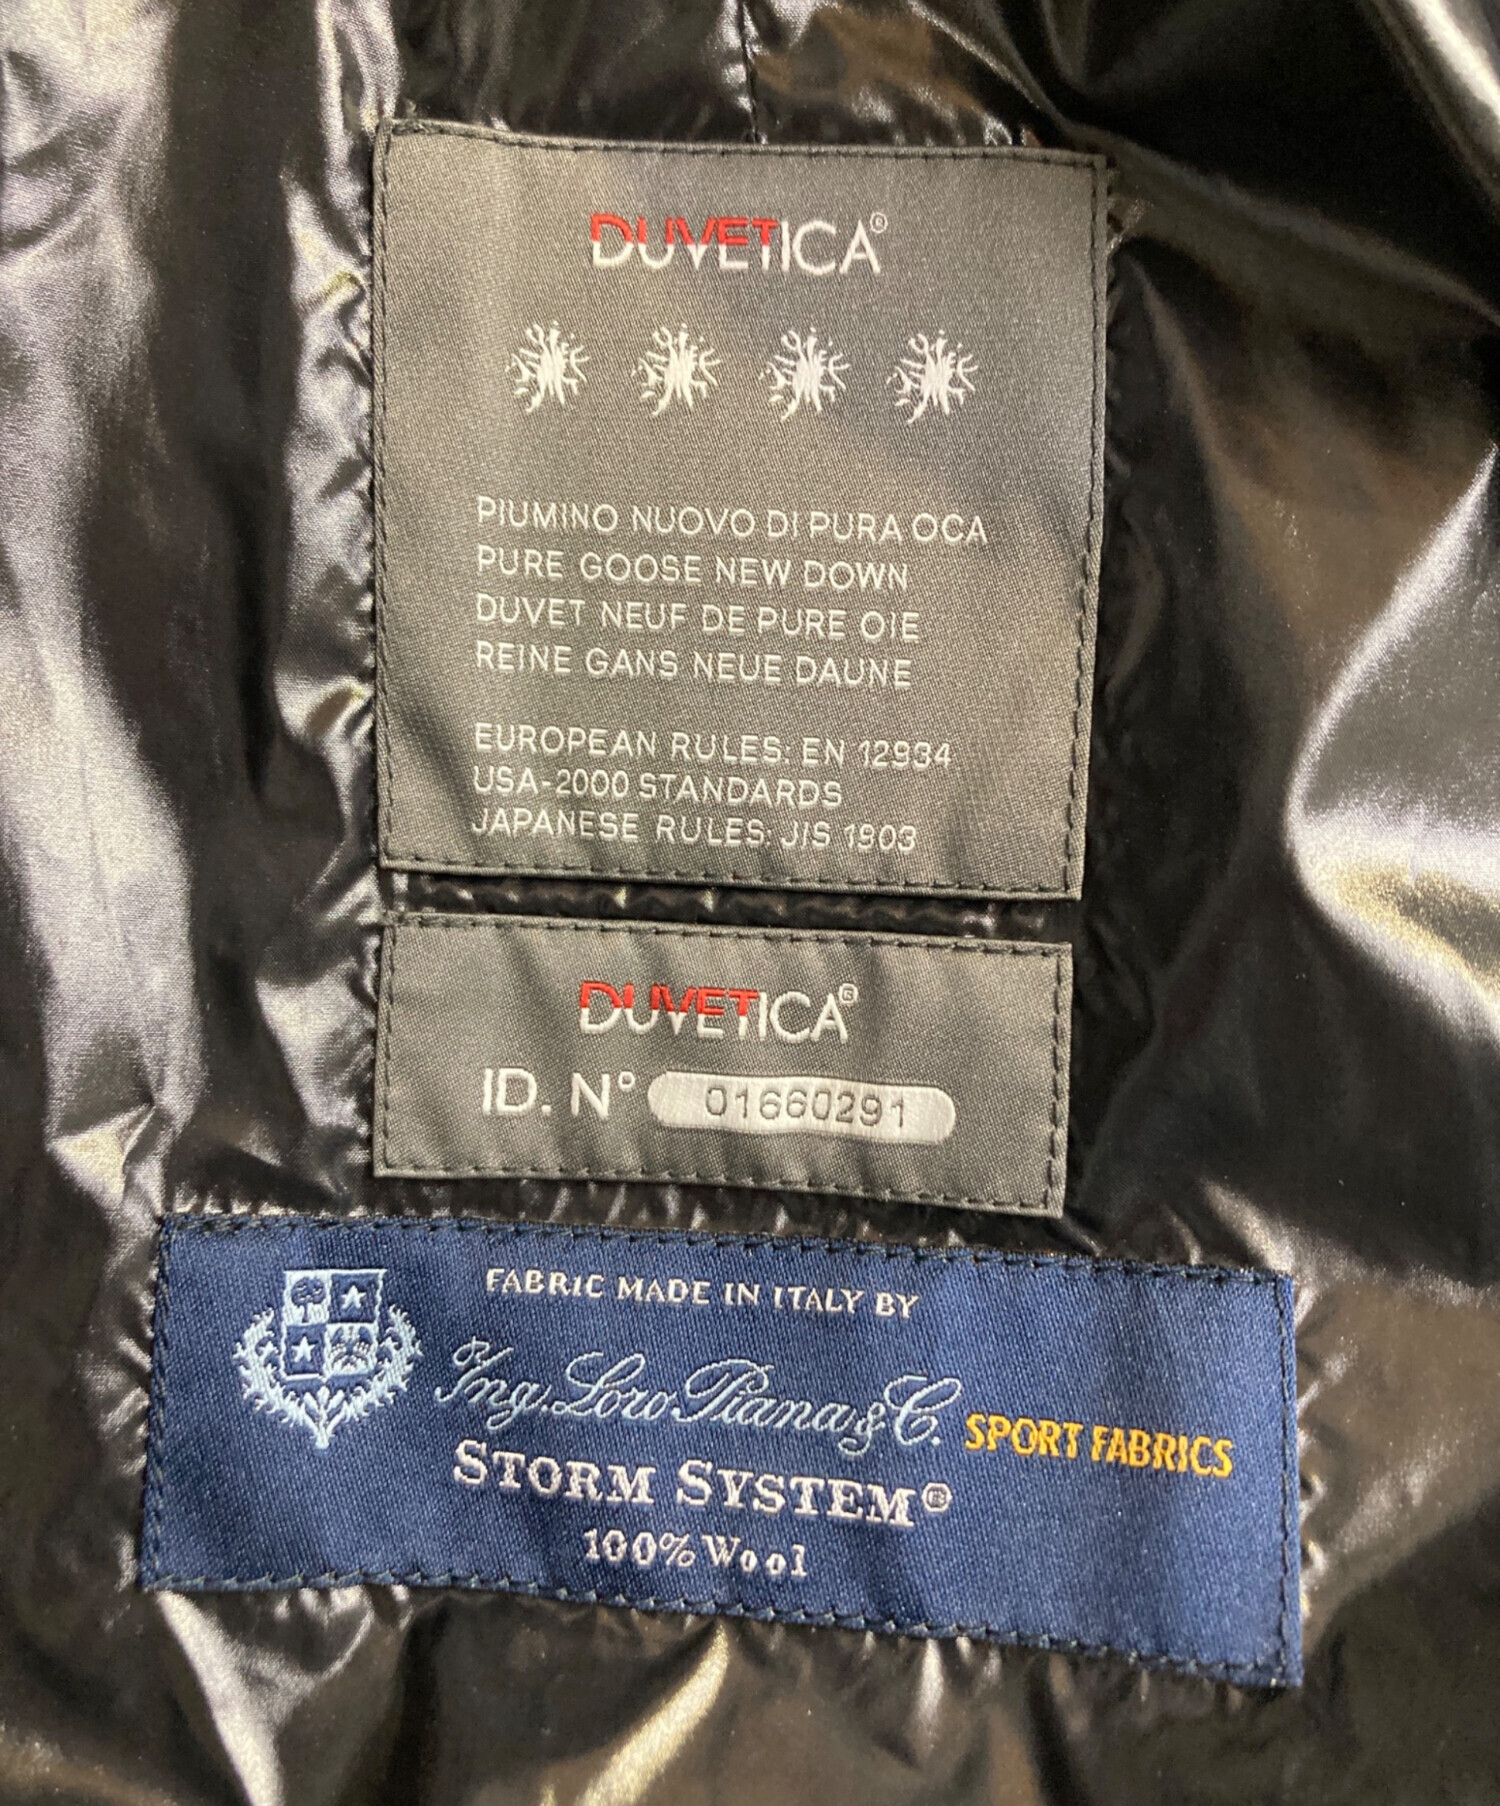 DUVETICA®
PIUMINO NUOVO DI PURA OCA
PURE GOOSE NEW DOWN
DUVET NEUF DE PURE OIE
REINE GANS NEUE DAUNE
EUROPEAN RULES: EN 12934
USA-2000 STANDARDS
JAPANESE RULES: JIS 1903
DUVETICA®
ID. N° 01660291
FABRIC MADE IN ITALY BY
Ing. Loro Piana & C. SPORT FABRICS
STORM SYSTEM®
100% Wool